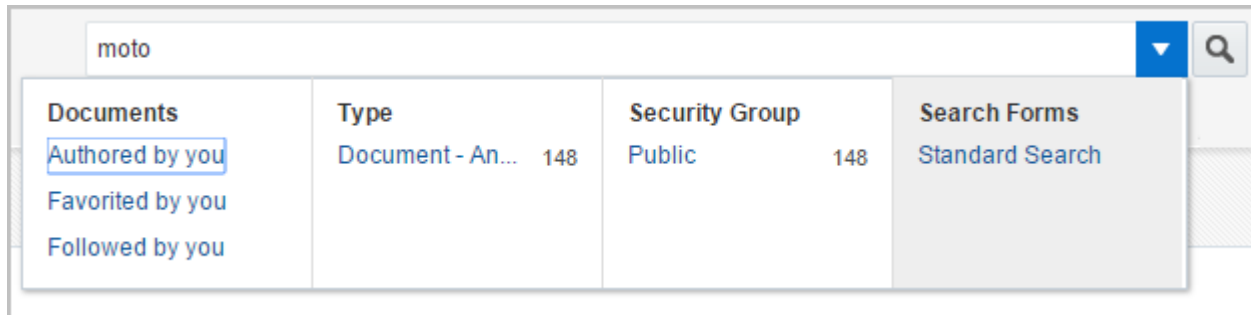 moto
Documents
Authored by you
Favorited by you
Followed by you
Type
Document - An... 148
Security Group
Public 148
Search Forms
Standard Search